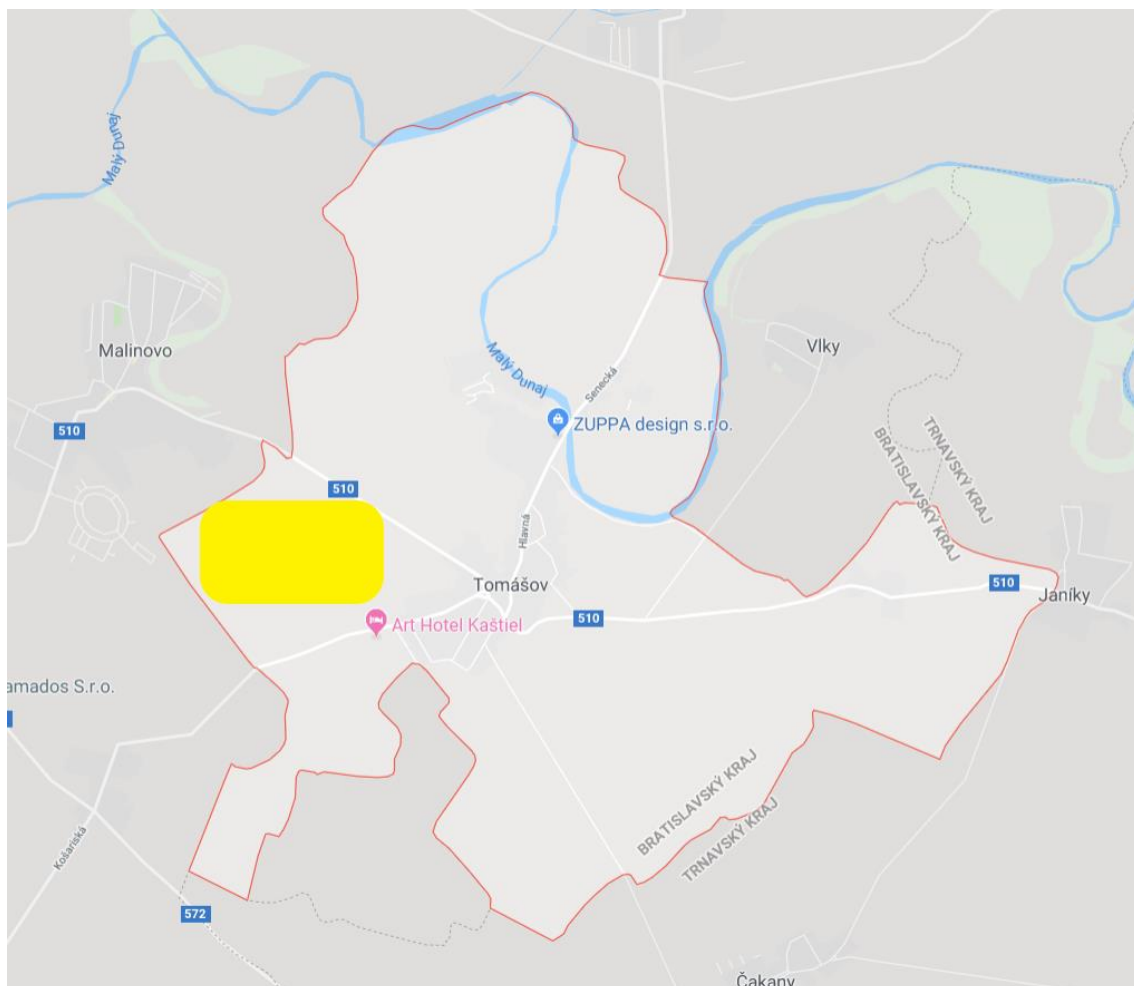 Malý Dunaj
Malinovo
510
Malý Dunaj
Senecká
Vlky
ZUPPA design s.r.o.
TRNAVSKÝ KRAJ
BRATISLAVSKÝ KRAJ
510
Hlavná
Tomášov
510
Janíky
510
Art Hotel Kaštiel
amados S.r.o.
BRATISLAVSKÝ KRAJ
TRNAVSKÝ KRAJ
Košariská
572
Čakany